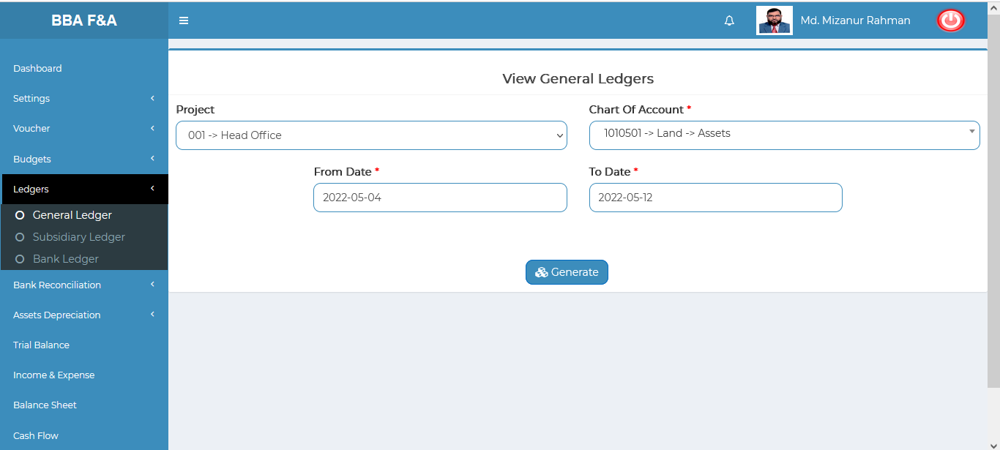 BBA F&A
Md. Mizanur Rahman
Dashboard
Settings
Voucher
Budgets
Ledgers
General Ledger
Subsidiary Ledger
Bank Ledger
Bank Reconciliation
Assets Depreciation
Trial Balance
Income & Expense
Balance Sheet
Cash Flow
View General Ledgers
Project
001 -> Head Office
Chart Of Account *
1010501 -> Land -> Assets
From Date *
2022-05-04
To Date *
2022-05-12
Generate